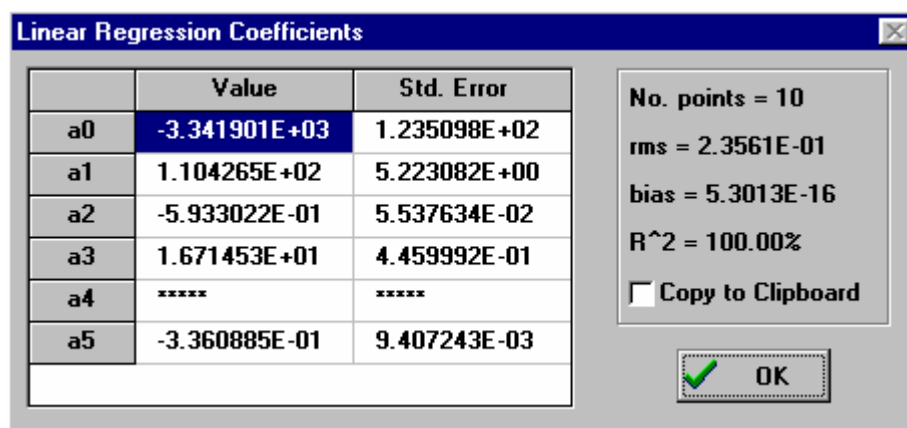 Linear Regression Coefficients
Value Std. Error
a0 -3.341901E+03 1.235098E+02
a1 1.104265E+02 5.223082E+00
a2 -5.933022E-01 5.537634E-02
a3 1.671453E+01 4.459992E-01
a4 ***** *****
a5 -3.360885E-01 9.407243E-03
No. points = 10
rms = 2.3561E-01
bias = 5.3013E-16
R^2 = 100.00%
Copy to Clipboard
OK